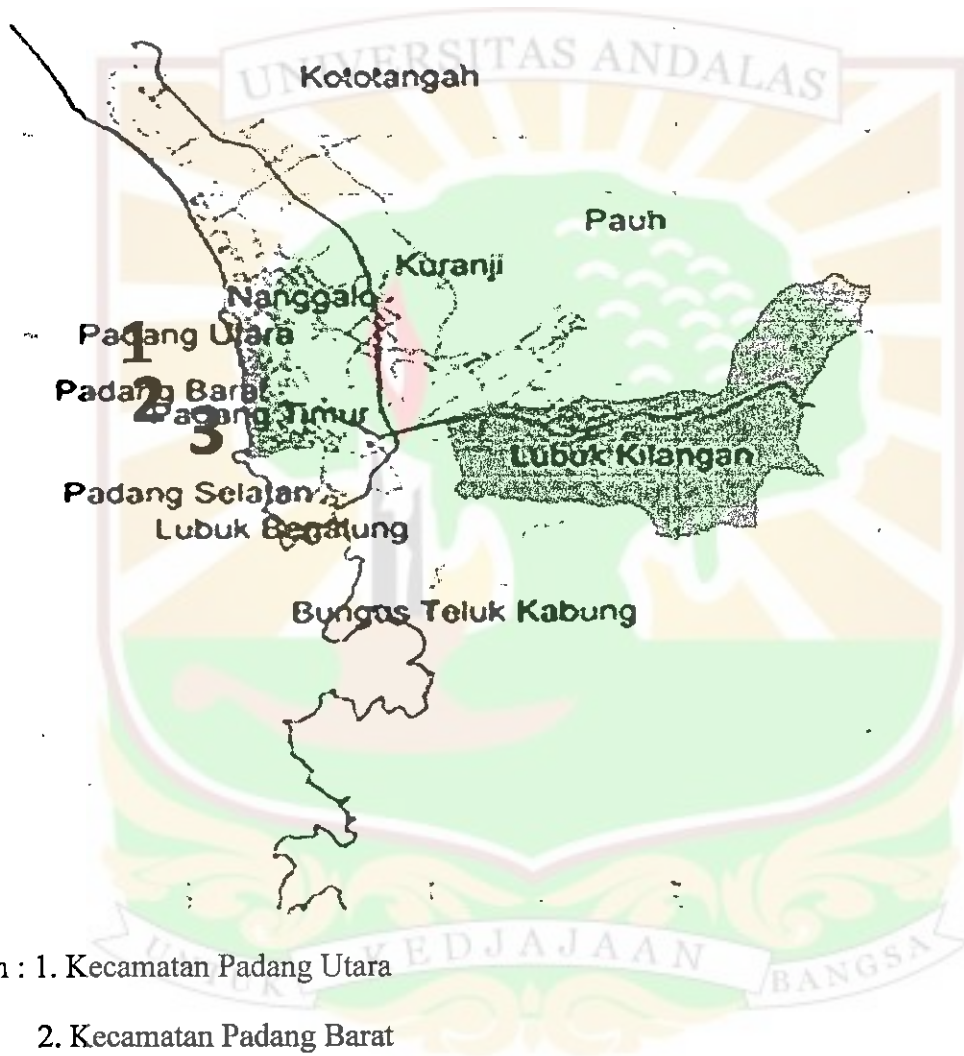 UNIVERSITAS ANDALAS
Kototangah
Pauh
Kuranji
Nanggalo
Padang Utara
1
Padang Barat
2
Padang Timur
3
Lubuk Kilangan
Padang Selatan
Lubuk Begalung
Bungus Teluk Kabung
UNTUK KEDJAJAAN BANGSA
n : 1. Kecamatan Padang Utara
2. Kecamatan Padang Barat